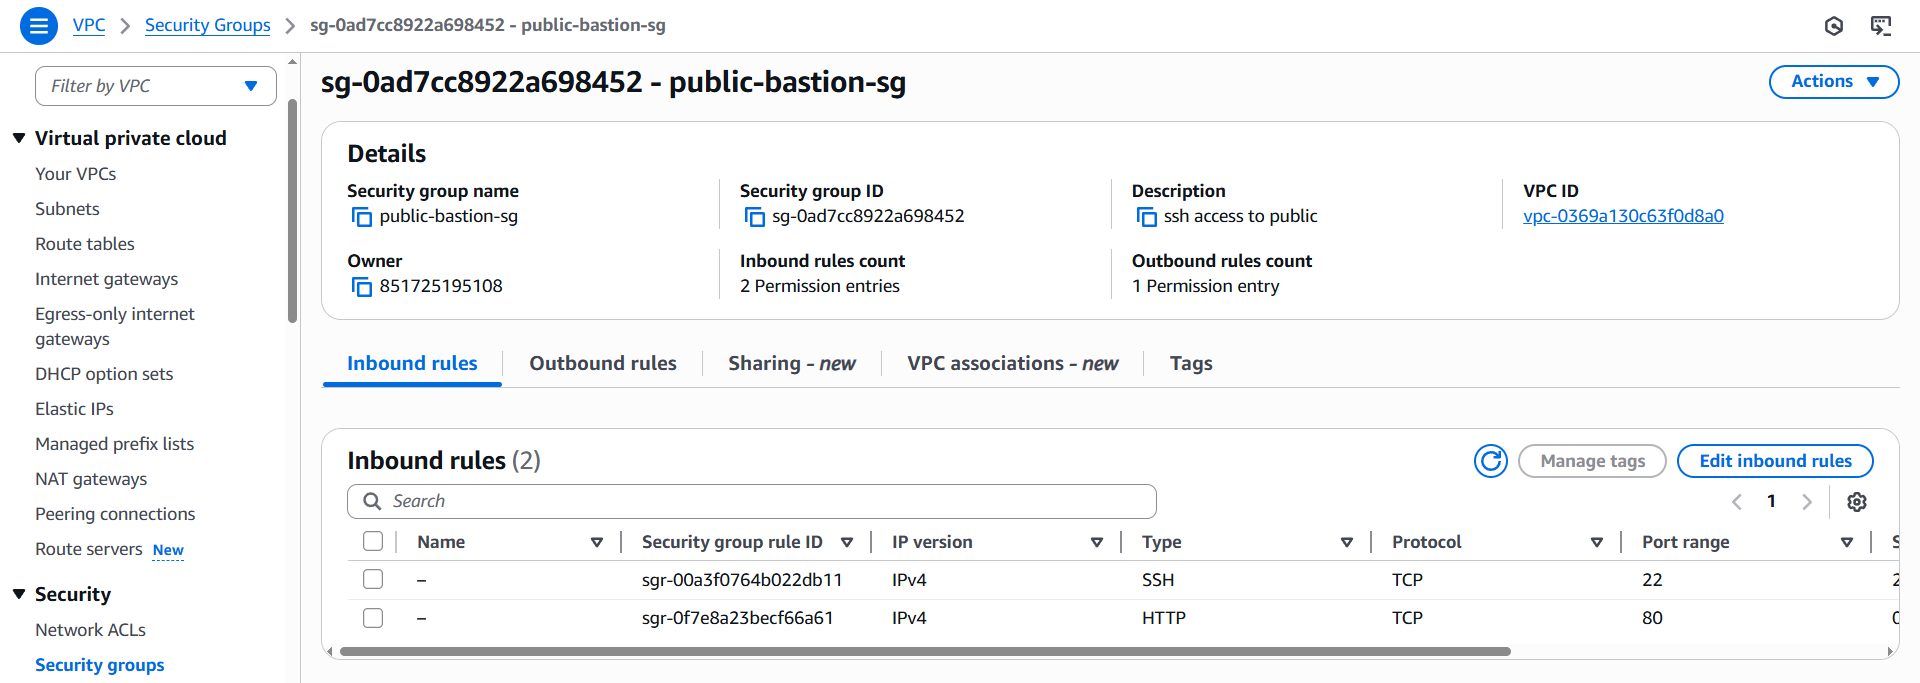 VPC > Security Groups > sg-0ad7cc8922a698452 - public-bastion-sg
Filter by VPC
Virtual private cloud
Your VPCs
Subnets
Route tables
Internet gateways
Egress-only internet
gateways
DHCP option sets
Elastic IPs
Managed prefix lists
NAT gateways
Peering connections
Route servers New
Security
Network ACLs
Security groups
sg-0ad7cc8922a698452 - public-bastion-sg
Actions
Details
Security group name
public-bastion-sg
Security group ID
sg-0ad7cc8922a698452
Description
ssh access to public
VPC ID
vpc-0369a130c63f0d8a0
Owner
851725195108
Inbound rules count
2 Permission entries
Outbound rules count
1 Permission entry
Inbound rules Outbound rules Sharing - new VPC associations - new Tags
Inbound rules (2)
Manage tags Edit inbound rules
Search
1
Name Security group rule ID IP version Type Protocol Port range
– sgr-00a3f0764b022db11 IPv4 SSH TCP 22
– sgr-0f7e8a23becf66a61 IPv4 HTTP TCP 80